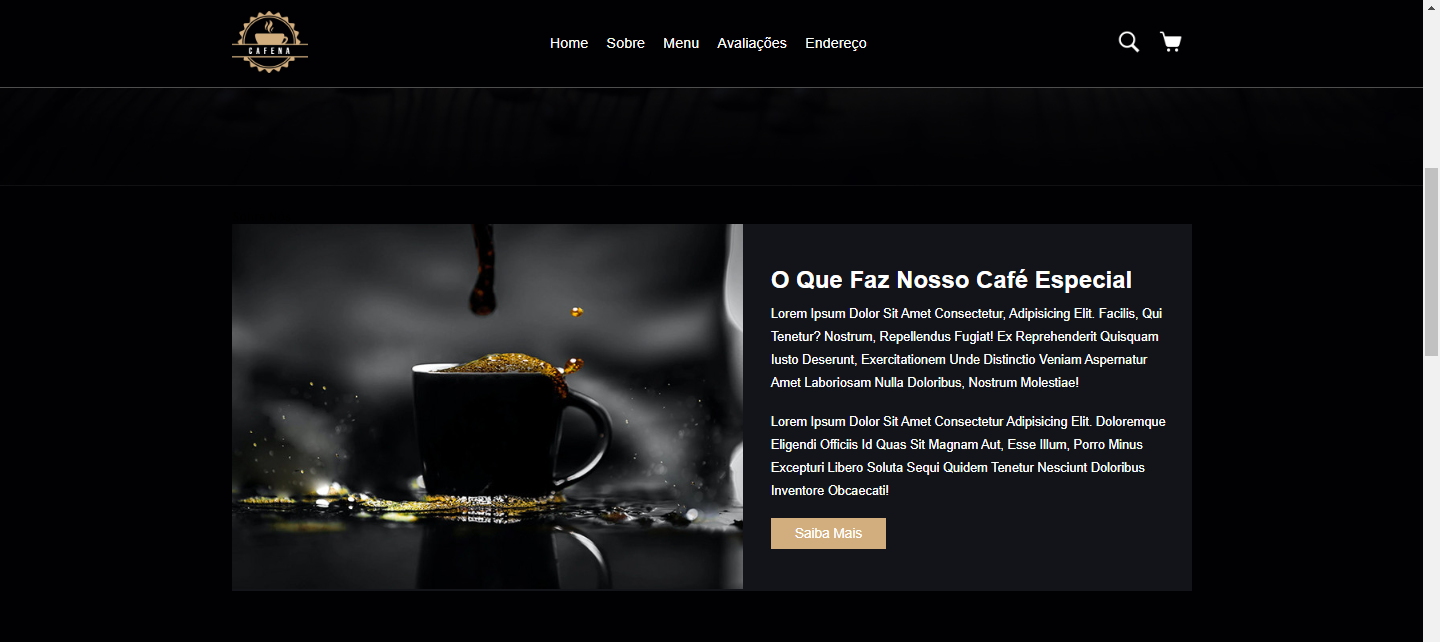 CAFENA
Home Sobre Menu Avaliações Endereço
O Que Faz Nosso Café Especial
Lorem Ipsum Dolor Sit Amet Consectetur, Adipisicing Elit. Facilis, Qui
Tenetur? Nostrum, Repellendus Fugiat! Ex Reprehenderit Quisquam
Iusto Deserunt, Exercitationem Unde Distinctio Veniam Aspernatur
Amet Laboriosam Nulla Doloribus, Nostrum Molestiae!
Lorem Ipsum Dolor Sit Amet Consectetur Adipisicing Elit. Doloremque
Eligendi Officiis Id Quas Sit Magnam Aut, Esse Illum, Porro Minus
Excepturi Libero Soluta Sequi Quidem Tenetur Nesciunt Doloribus
Inventore Obcaecati!
Saiba Mais